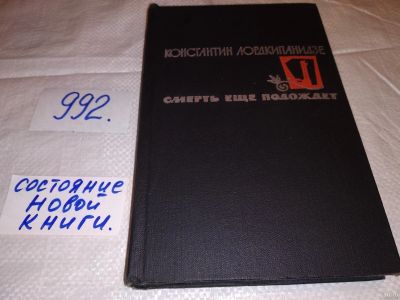 КОНСТАНТИН ЛОРДКИПАНИДЗЕ
СМЕРТЬ ЕЩЕ ПОДОЖДЕТ
992.
СОСТОЯНИЕ
НОВОЙ
КНИГИ.